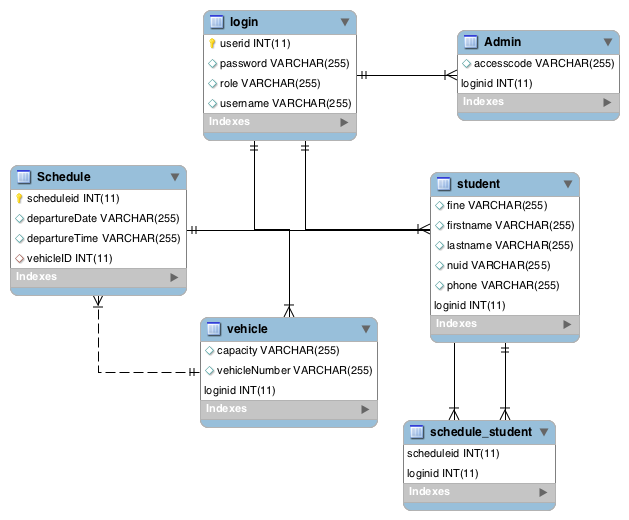 login
userid INT(11)
password VARCHAR(255)
role VARCHAR(255)
username VARCHAR(255)
Indexes
Admin
accesscode VARCHAR(255)
loginid INT(11)
Indexes
Schedule
scheduleid INT(11)
departureDate VARCHAR(255)
departureTime VARCHAR(255)
vehicleID INT(11)
Indexes
student
fine VARCHAR(255)
firstname VARCHAR(255)
lastname VARCHAR(255)
nuid VARCHAR(255)
phone VARCHAR(255)
loginid INT(11)
Indexes
vehicle
capacity VARCHAR(255)
vehicleNumber VARCHAR(255)
loginid INT(11)
Indexes
schedule_student
scheduleid INT(11)
loginid INT(11)
Indexes